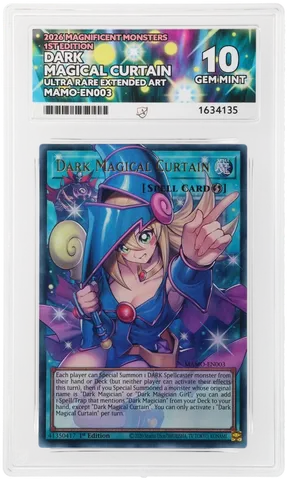 2026 MAGNIFICENT MONSTERS
1ST EDITION
DARK
MAGICAL CURTAIN
ULTRA RARE EXTENDED ART
MAMO-EN003
10
GEM MINT
1634135
DARK MAGICAL CURTAIN
[SPELL CARD]
MAMO-EN003
Each player can Special Summon 1 DARK Spellcaster monster from
their hand or Deck (but neither player can activate their effects
this turn), then if you Special Summoned a monster whose original
name is "Dark Magician" or "Dark Magician Girl", you can add
1 Spell/Trap that mentions "Dark Magician" from your Deck to your
hand, except "Dark Magical Curtain". You can only activate 1 "Dark
Magical Curtain" per turn.
1st Edition